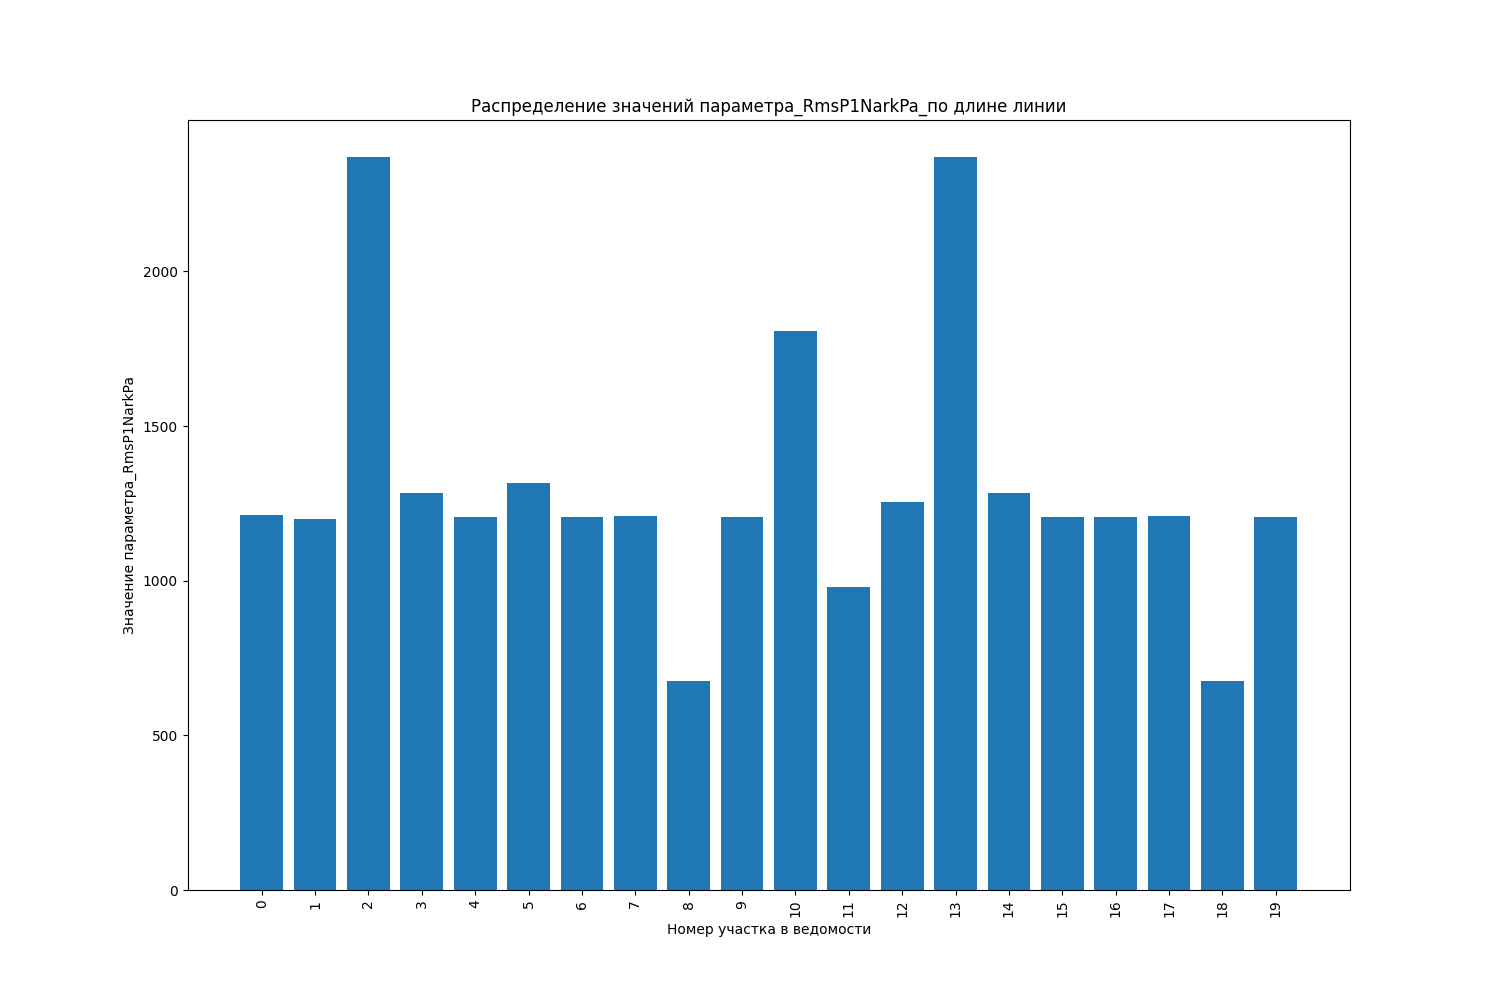 Распределение значений параметра_RmsP1NarkPa_по длине линии
Значение параметра_RmsP1NarkPa
2000
1500
1000
500
0
0 1 2 3 4 5 6 7 8 9 10 11 12 13 14 15 16 17 18 19
Номер участка в ведомости